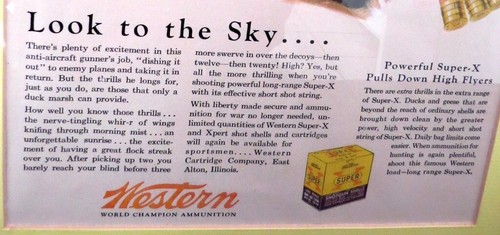 Look to the Sky....
There's plenty of excitement in this
anti-aircraft gunner's job, "dishing it
out" to enemy planes and taking it in
return. But the thrills he longs for,
just as you do, are those that only a
duck marsh can provide.
How well you know those thrills...
the nerve-tingling whir-r of wings
knifing through morning mist...an
unforgettable sunrise...the excite-
ment of having a great flock streak
over you. After picking up two you
barely reach your blind before three
more swerve in over the decoys—then
twelve—then twenty! High? Yes, but
all the more thrilling when you're
shooting powerful long-range Super-X
with its effective short shot string.
With liberty made secure and ammu-
nition for war no longer needed, un-
limited quantities of Western Super-X
and Xpert shot shells and cartridges
will again be available for
sportsmen....Western
Cartridge Company, East
Alton, Illinois.
Powerful Super-X
Pulls Down High Flyers
There are extra thrills in the extra range
of Super-X. Ducks and geese that are
beyond the reach of ordinary shells are
brought down clean by the greater
power, high velocity and short shot
string of Super-X. Daily bag limits come
easier. When ammunition for
hunting is again plentiful,
shoot this famous Western
load—long range Super-X.
SUPER
Western
WORLD CHAMPION AMMUNITION